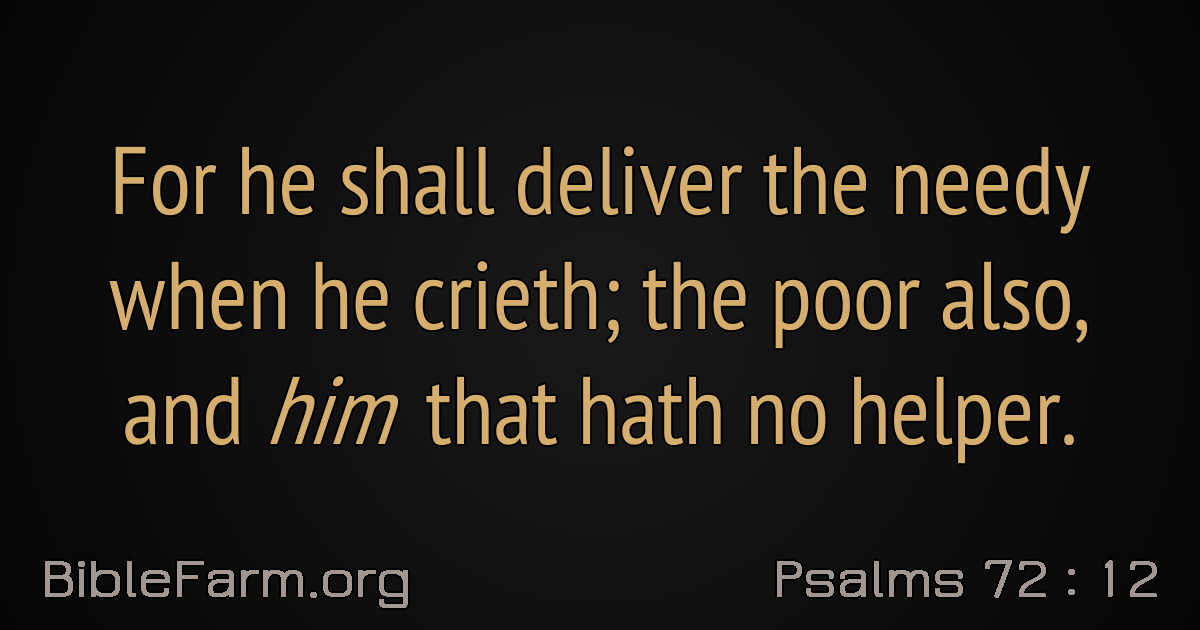 For he shall deliver the needy
when he crieth; the poor also,
and him that hath no helper.
BibleFarm.org
Psalms 72 : 12